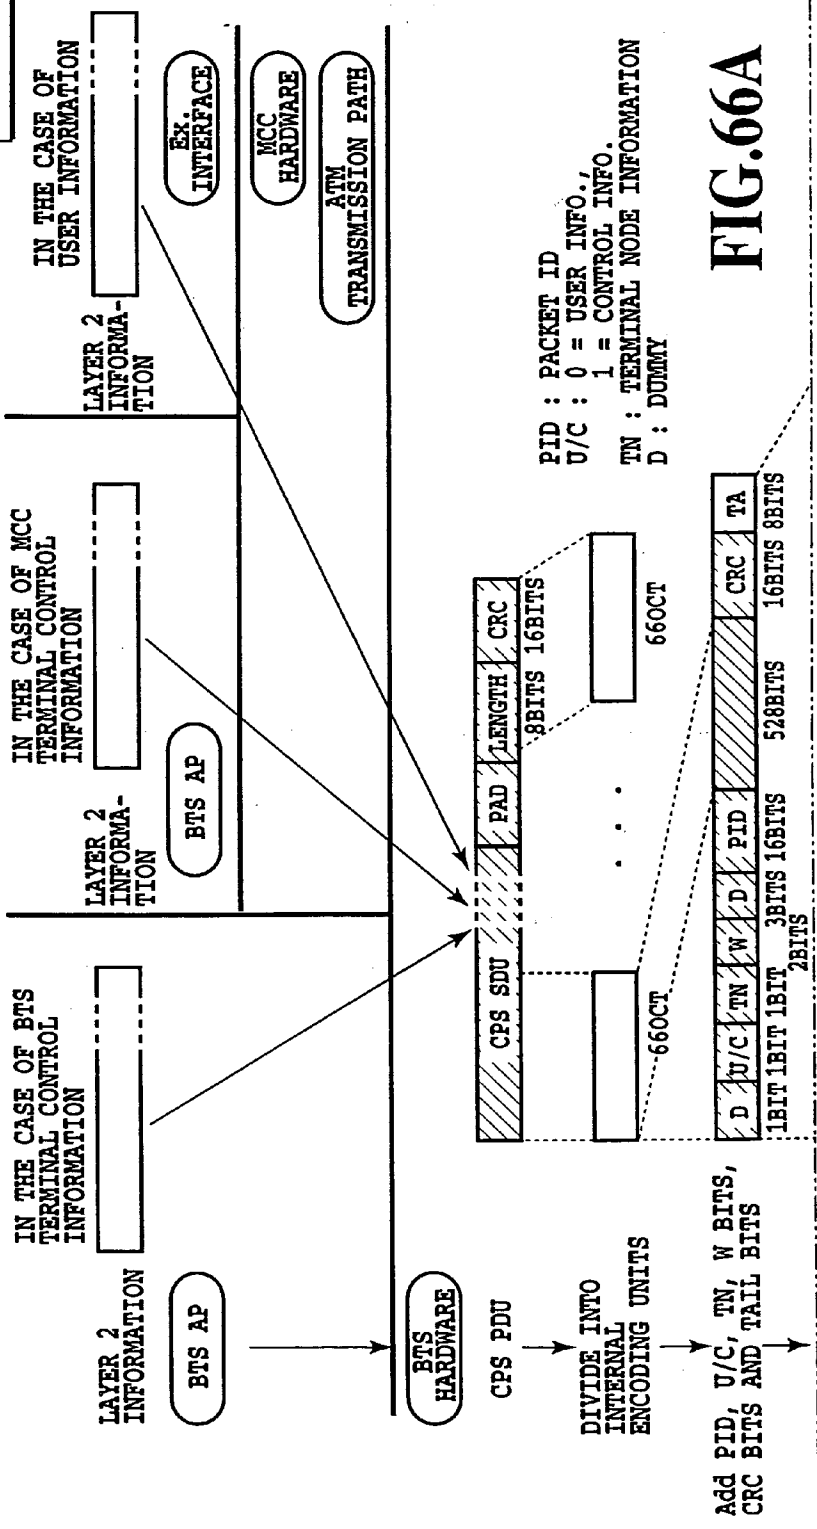 IN THE CASE OF BTS
TERMINAL CONTROL
INFORMATION
LAYER 2
INFORMATION
BTS AP
IN THE CASE OF MCC
TERMINAL CONTROL
INFORMATION
LAYER 2
INFORMA-
TION
BTS AP
IN THE CASE OF
USER INFORMATION
LAYER 2
INFORMA-
TION
Ex.
INTERFACE
MCC
HARDWARE
ATM
TRANSMISSION PATH
BTS
HARDWARE
CPS PDU
CPS SDU
PAD
LENGTH
CRC
8BITS 16BITS
DIVIDE INTO
INTERNAL
ENCODING UNITS
66OCT
. . .
66OCT
PID : PACKET ID
U/C : 0 = USER INFO.,
1 = CONTROL INFO.
TN : TERMINAL NODE INFORMATION
D : DUMMY
Add PID, U/C, TN, W BITS,
CRC BITS AND TAIL BITS
D U/C TN W D PID CRC TA
1BIT 1BIT 1BIT 3BITS 16BITS 528BITS 16BITS 8BITS
2BITS
FIG.66A